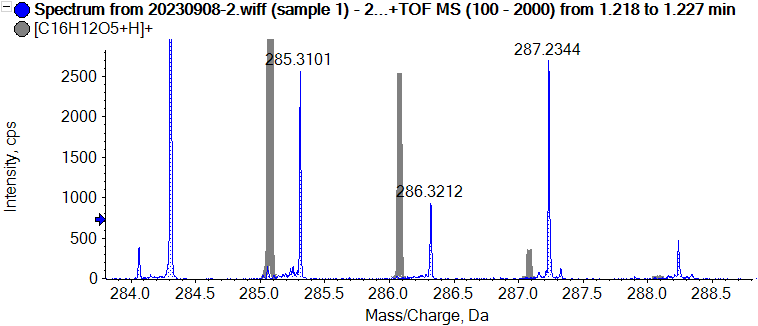 Spectrum from 20230908-2.wiff (sample 1) - 2...+TOF MS (100 - 2000) from 1.218 to 1.227 min
[C16H12O5+H]+
Intensity, cps
2500
2000
1500
1000
500
0
285.3101
286.3212
287.2344
284.0 284.5 285.0 285.5 286.0 286.5 287.0 287.5 288.0 288.5
Mass/Charge, Da